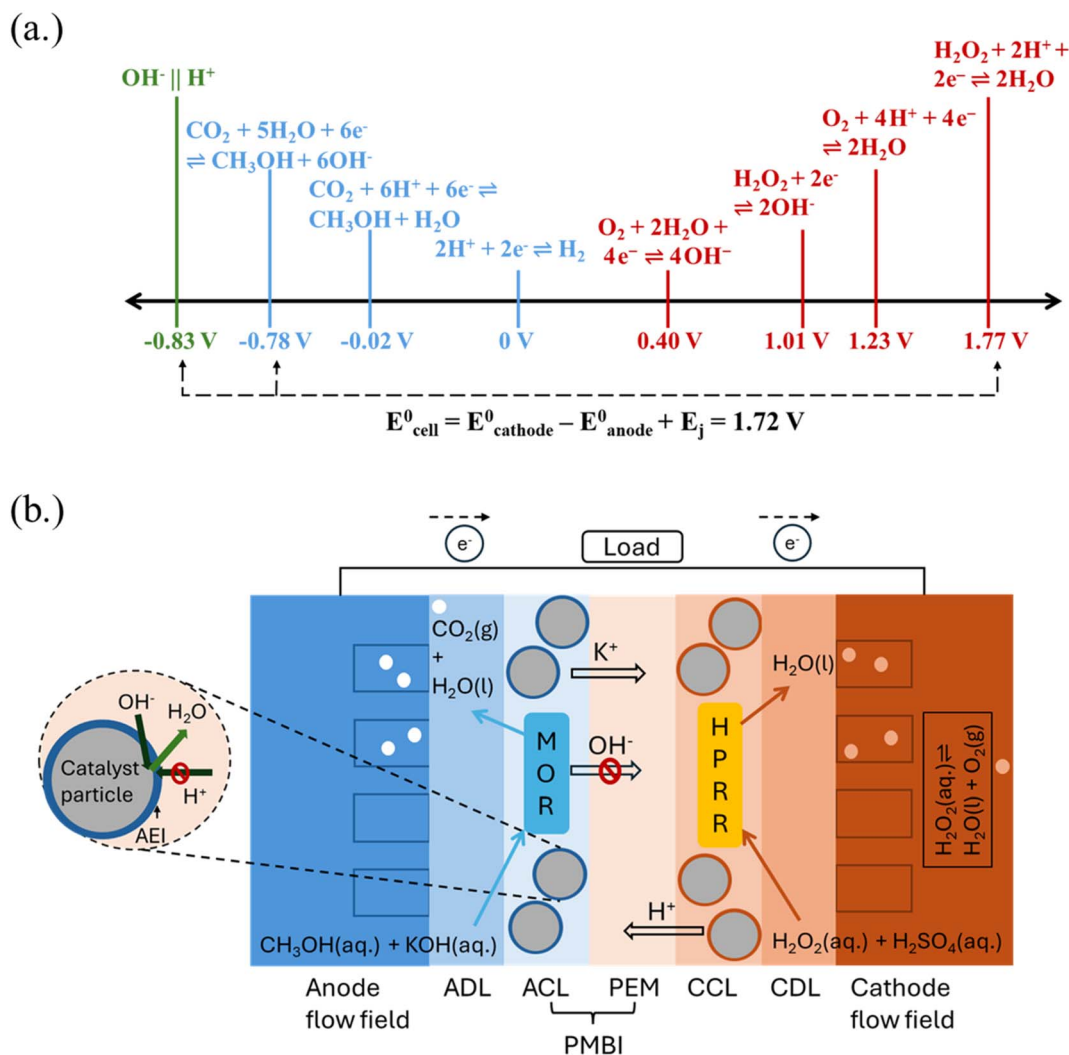 (a.)
OH⁻ || H⁺
CO₂ + 5H₂O + 6e⁻
⇌ CH₃OH + 6OH⁻
CO₂ + 6H⁺ + 6e⁻ ⇌
CH₃OH + H₂O
2H⁺ + 2e⁻ ⇌ H₂
O₂ + 2H₂O +
4e⁻ ⇌ 4OH⁻
H₂O₂ + 2e⁻
⇌ 2OH⁻
O₂ + 4H⁺ + 4e⁻
⇌ 2H₂O
H₂O₂ + 2H⁺ +
2e⁻ ⇌ 2H₂O
-0.83 V
-0.78 V
-0.02 V
0 V
0.40 V
1.01 V
1.23 V
1.77 V
E⁰cell = E⁰cathode – E⁰anode + Ej = 1.72 V
(b.)
e⁻
Load
e⁻
CO₂(g)
+
H₂O(l)
K⁺
H₂O(l)
OH⁻
H₂O
Catalyst
particle
H⁺
AEI
MOR
OH⁻
HPRR
H₂O₂(aq.) ⇌
H₂O(l) + O₂(g)
H⁺
CH₃OH(aq.) + KOH(aq.)
H₂O₂(aq.) + H₂SO₄(aq.)
Anode
flow field
ADL
ACL
PEM
CCL
CDL
Cathode
flow field
PMBI